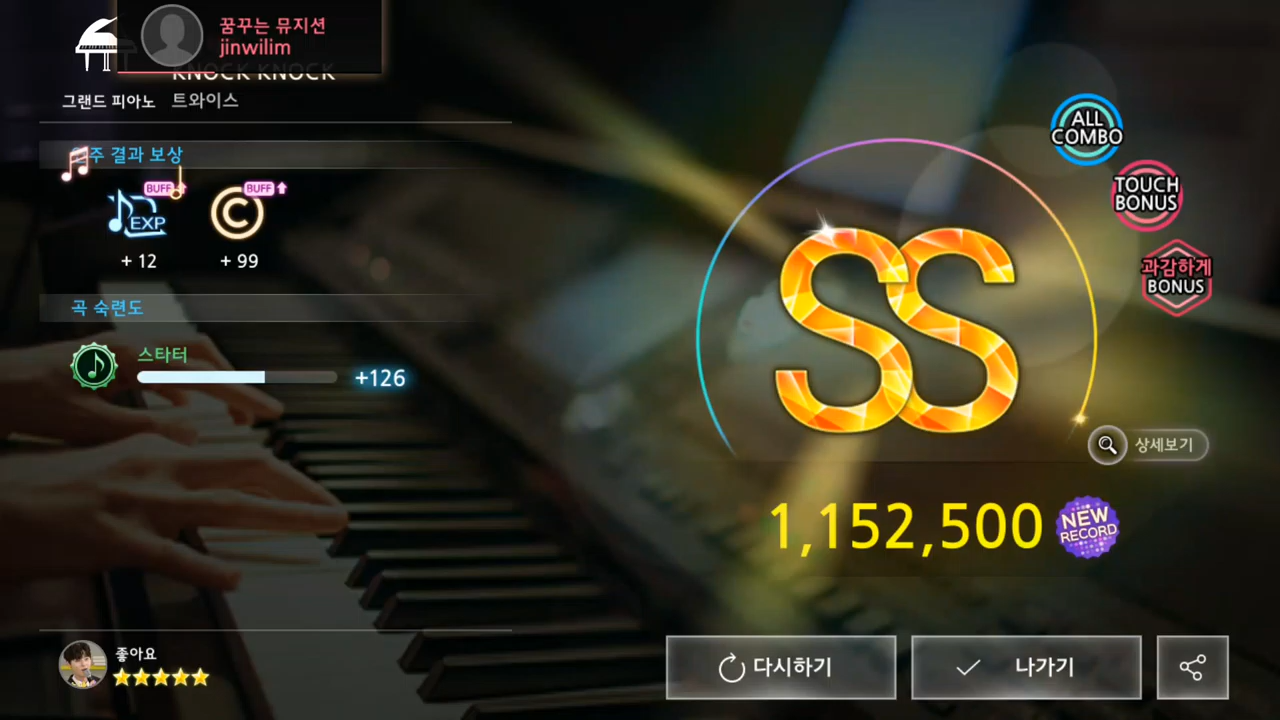 꿈꾸는 뮤지션
jinwilim
KNOCK KNOCK
그랜드 피아노
트와이스
주 결과 보상
BUFF
BUFF
EXP
C
+ 12
+ 99
곡 숙련도
스타터
+126
좋아요
ALL
COMBO
TOUCH
BONUS
과감하게
BONUS
SS
상세보기
1,152,500
NEW
RECORD
다시하기
나가기